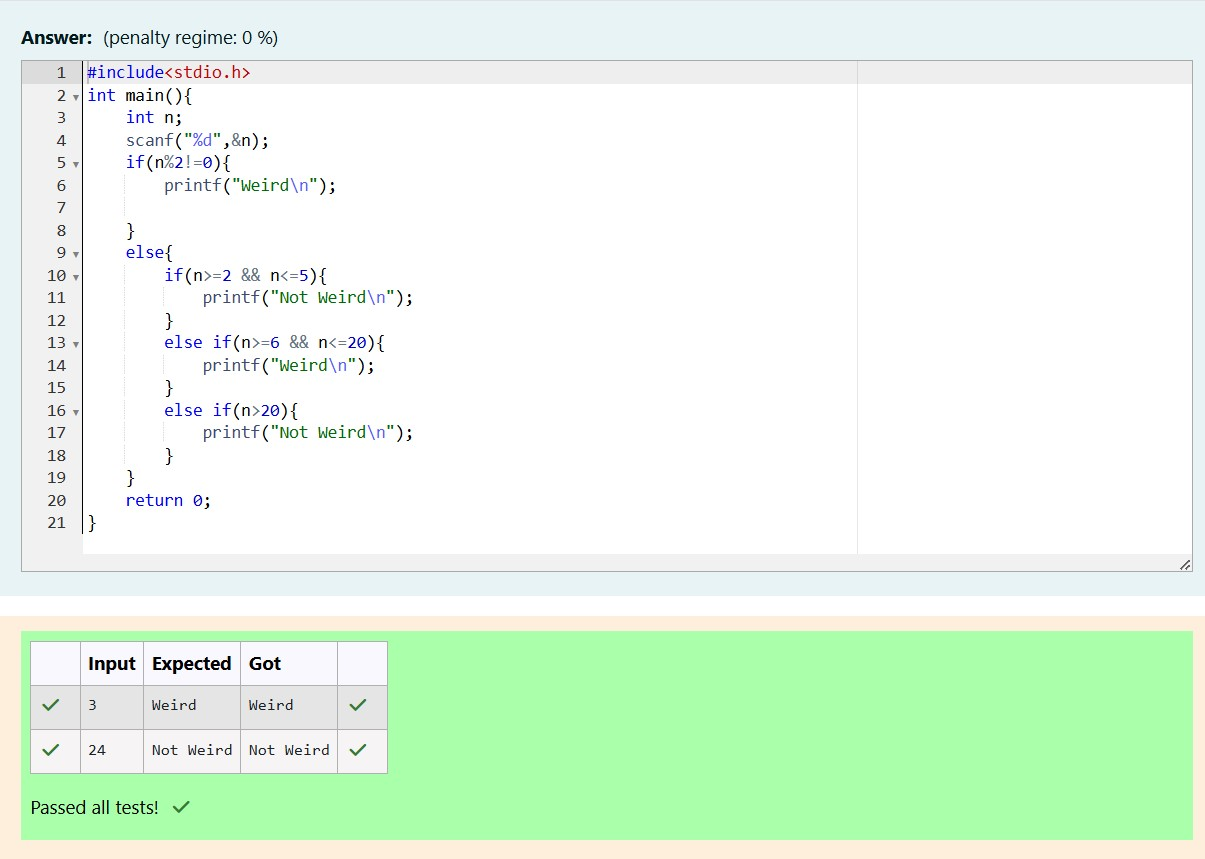 Answer: (penalty regime: 0 %)
1 #include<stdio.h>
2 int main(){
3     int n;
4     scanf("%d",&n);
5     if(n%2!=0){
6         printf("Weird\n");
7
8     }
9     else{
10         if(n>=2 && n<=5){
11             printf("Not Weird\n");
12         }
13         else if(n>=6 && n<=20){
14             printf("Weird\n");
15         }
16         else if(n>20){
17             printf("Not Weird\n");
18         }
19     }
20     return 0;
21 }
Input Expected Got
3 Weird Weird
24 Not Weird Not Weird
Passed all tests!